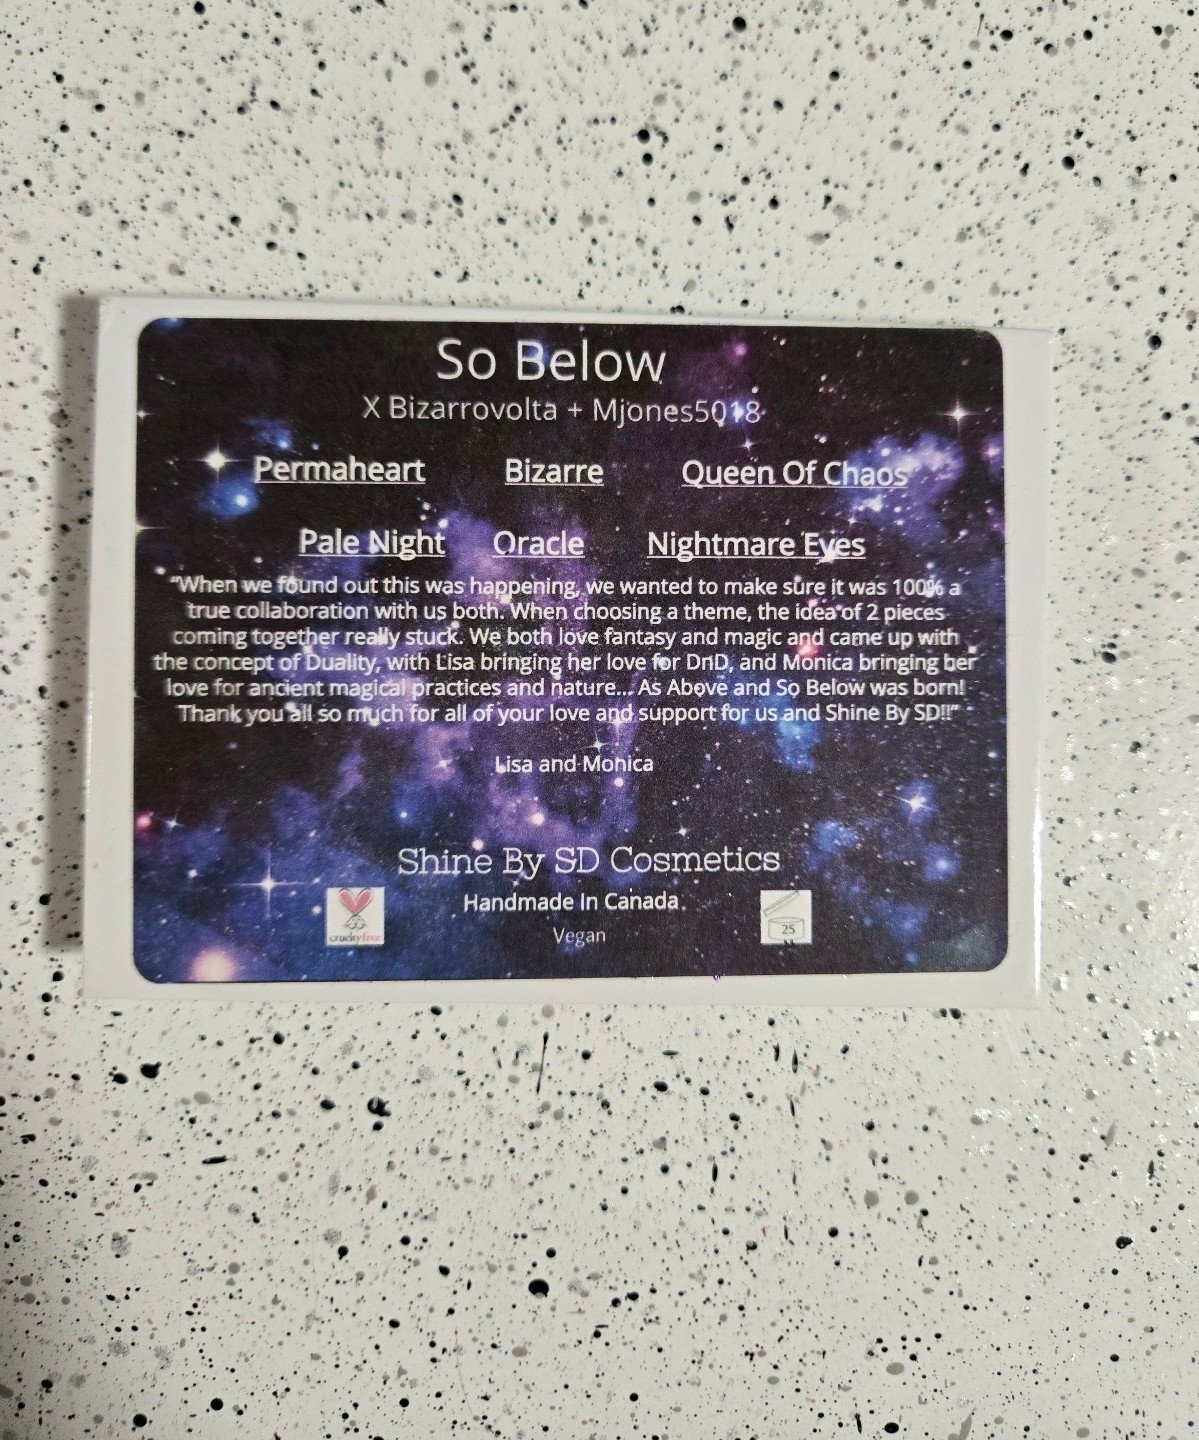 So Below
X Bizarrovolta + Mjones5018
Permaheart Bizarre Queen Of Chaos
Pale Night Oracle Nightmare Eyes
"When we found out this was happening, we wanted to make sure it was 100% a
true collaboration with us both. When choosing a theme, the idea of 2 pieces
coming together really stuck. We both love fantasy and magic and came up with
the concept of Duality, with Lisa bringing her love for DnD, and Monica bringing her
love for ancient magical practices and nature... As Above and So Below was born!
Thank you all so much for all of your love and support for us and Shine By SD!!"
Lisa and Monica
Shine By SD Cosmetics
Handmade In Canada
crueltyfree
Vegan
25
M